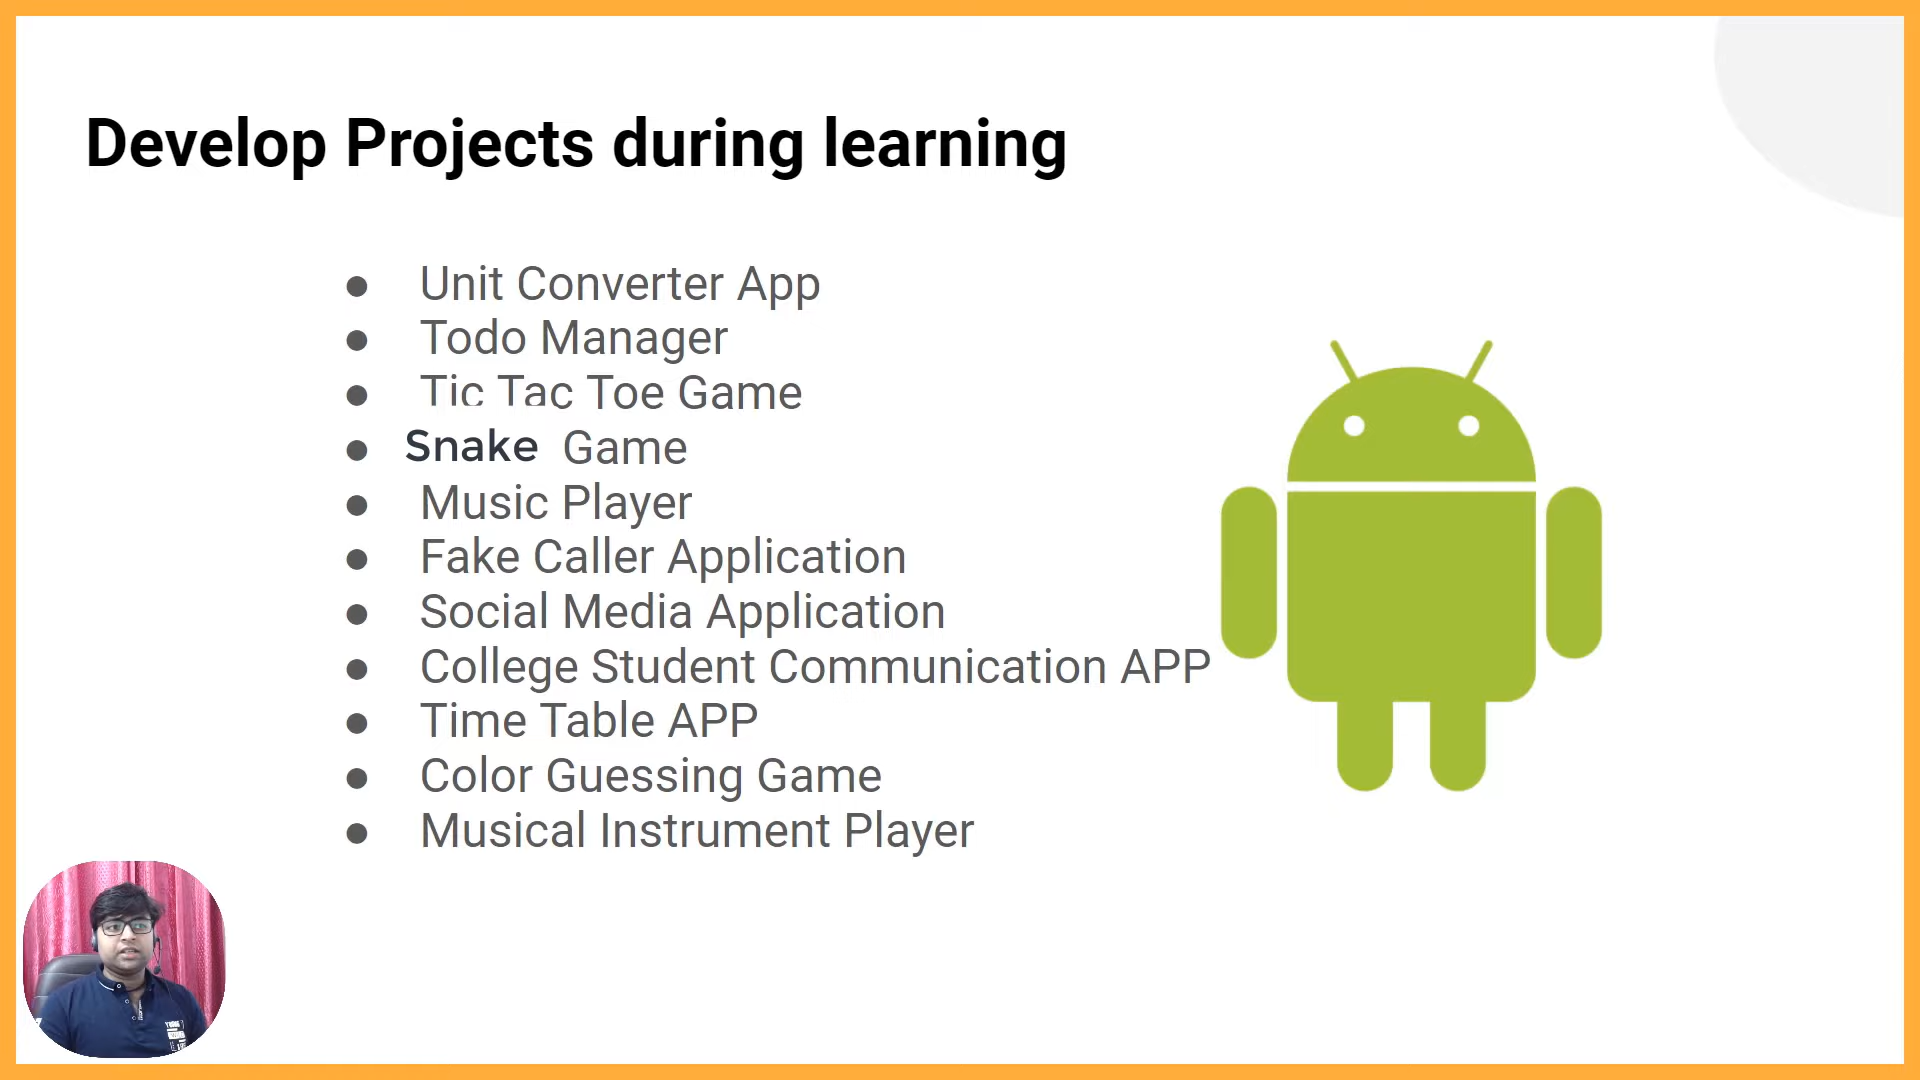 Develop Projects during learning
● Unit Converter App
● Todo Manager
● Tic Tac Toe Game
● Snake Game
● Music Player
● Fake Caller Application
● Social Media Application
● College Student Communication APP
● Time Table APP
● Color Guessing Game
● Musical Instrument Player